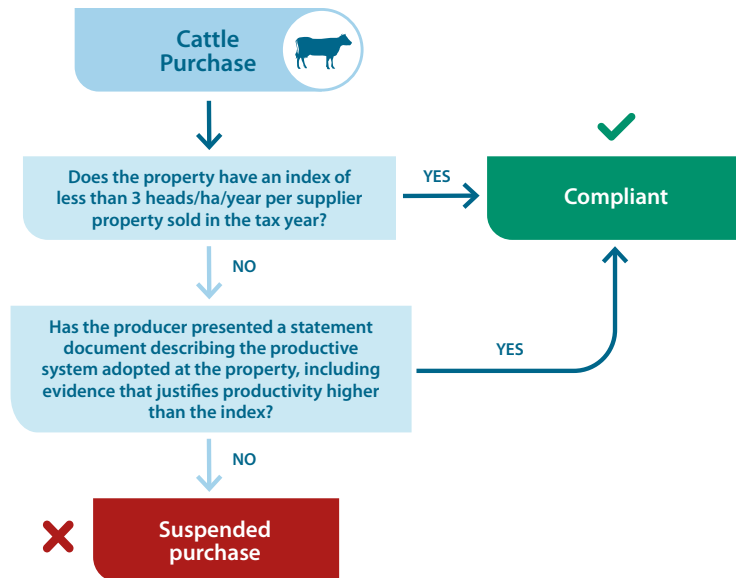 Cattle
Purchase
Does the property have an index of
less than 3 heads/ha/year per supplier
property sold in the tax year?
YES
Compliant
NO
Has the producer presented a statement
document describing the productive
system adopted at the property, including
evidence that justifies productivity higher
than the index?
YES
NO
Suspended
purchase